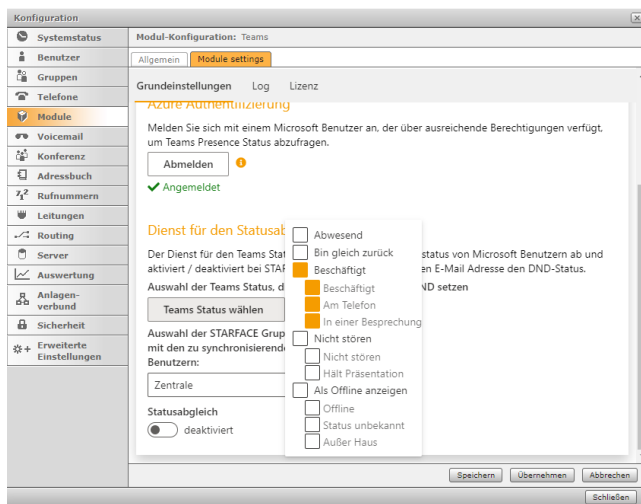 Konfiguration
Systemstatus
Benutzer
Gruppen
Telefone
Module
Voicemail
Konferenz
Adressbuch
Rufnummern
Leitungen
Routing
Server
Auswertung
Anlagen-
verbund
Sicherheit
Erweiterte
Einstellungen
Modul-Konfiguration: Teams
Allgemein
Module settings
Grundeinstellungen Log Lizenz
Azure Authentifizierung
Melden Sie sich mit einem Microsoft Benutzer an, der über ausreichende Berechtigungen verfügt,
um Teams Presence Status abzufragen.
Abmelden
Angemeldet
Dienst für den Statusab
Der Dienst für den Teams Stat status von Microsoft Benutzern ab und
aktiviert / deaktiviert bei STAR en E-Mail Adresse den DND-Status.
Auswahl der Teams Status, d ND setzen
Teams Status wählen
Auswahl der STARFACE Grup
mit den zu synchronisierende
Benutzern:
Zentrale
Statusabgleich
deaktiviert
Abwesend
Bin gleich zurück
Beschäftigt
Beschäftigt
Am Telefon
In einer Besprechung
Nicht stören
Nicht stören
Hält Präsentation
Als Offline anzeigen
Offline
Status unbekannt
Außer Haus
Speichern Übernehmen Abbrechen
Schließen